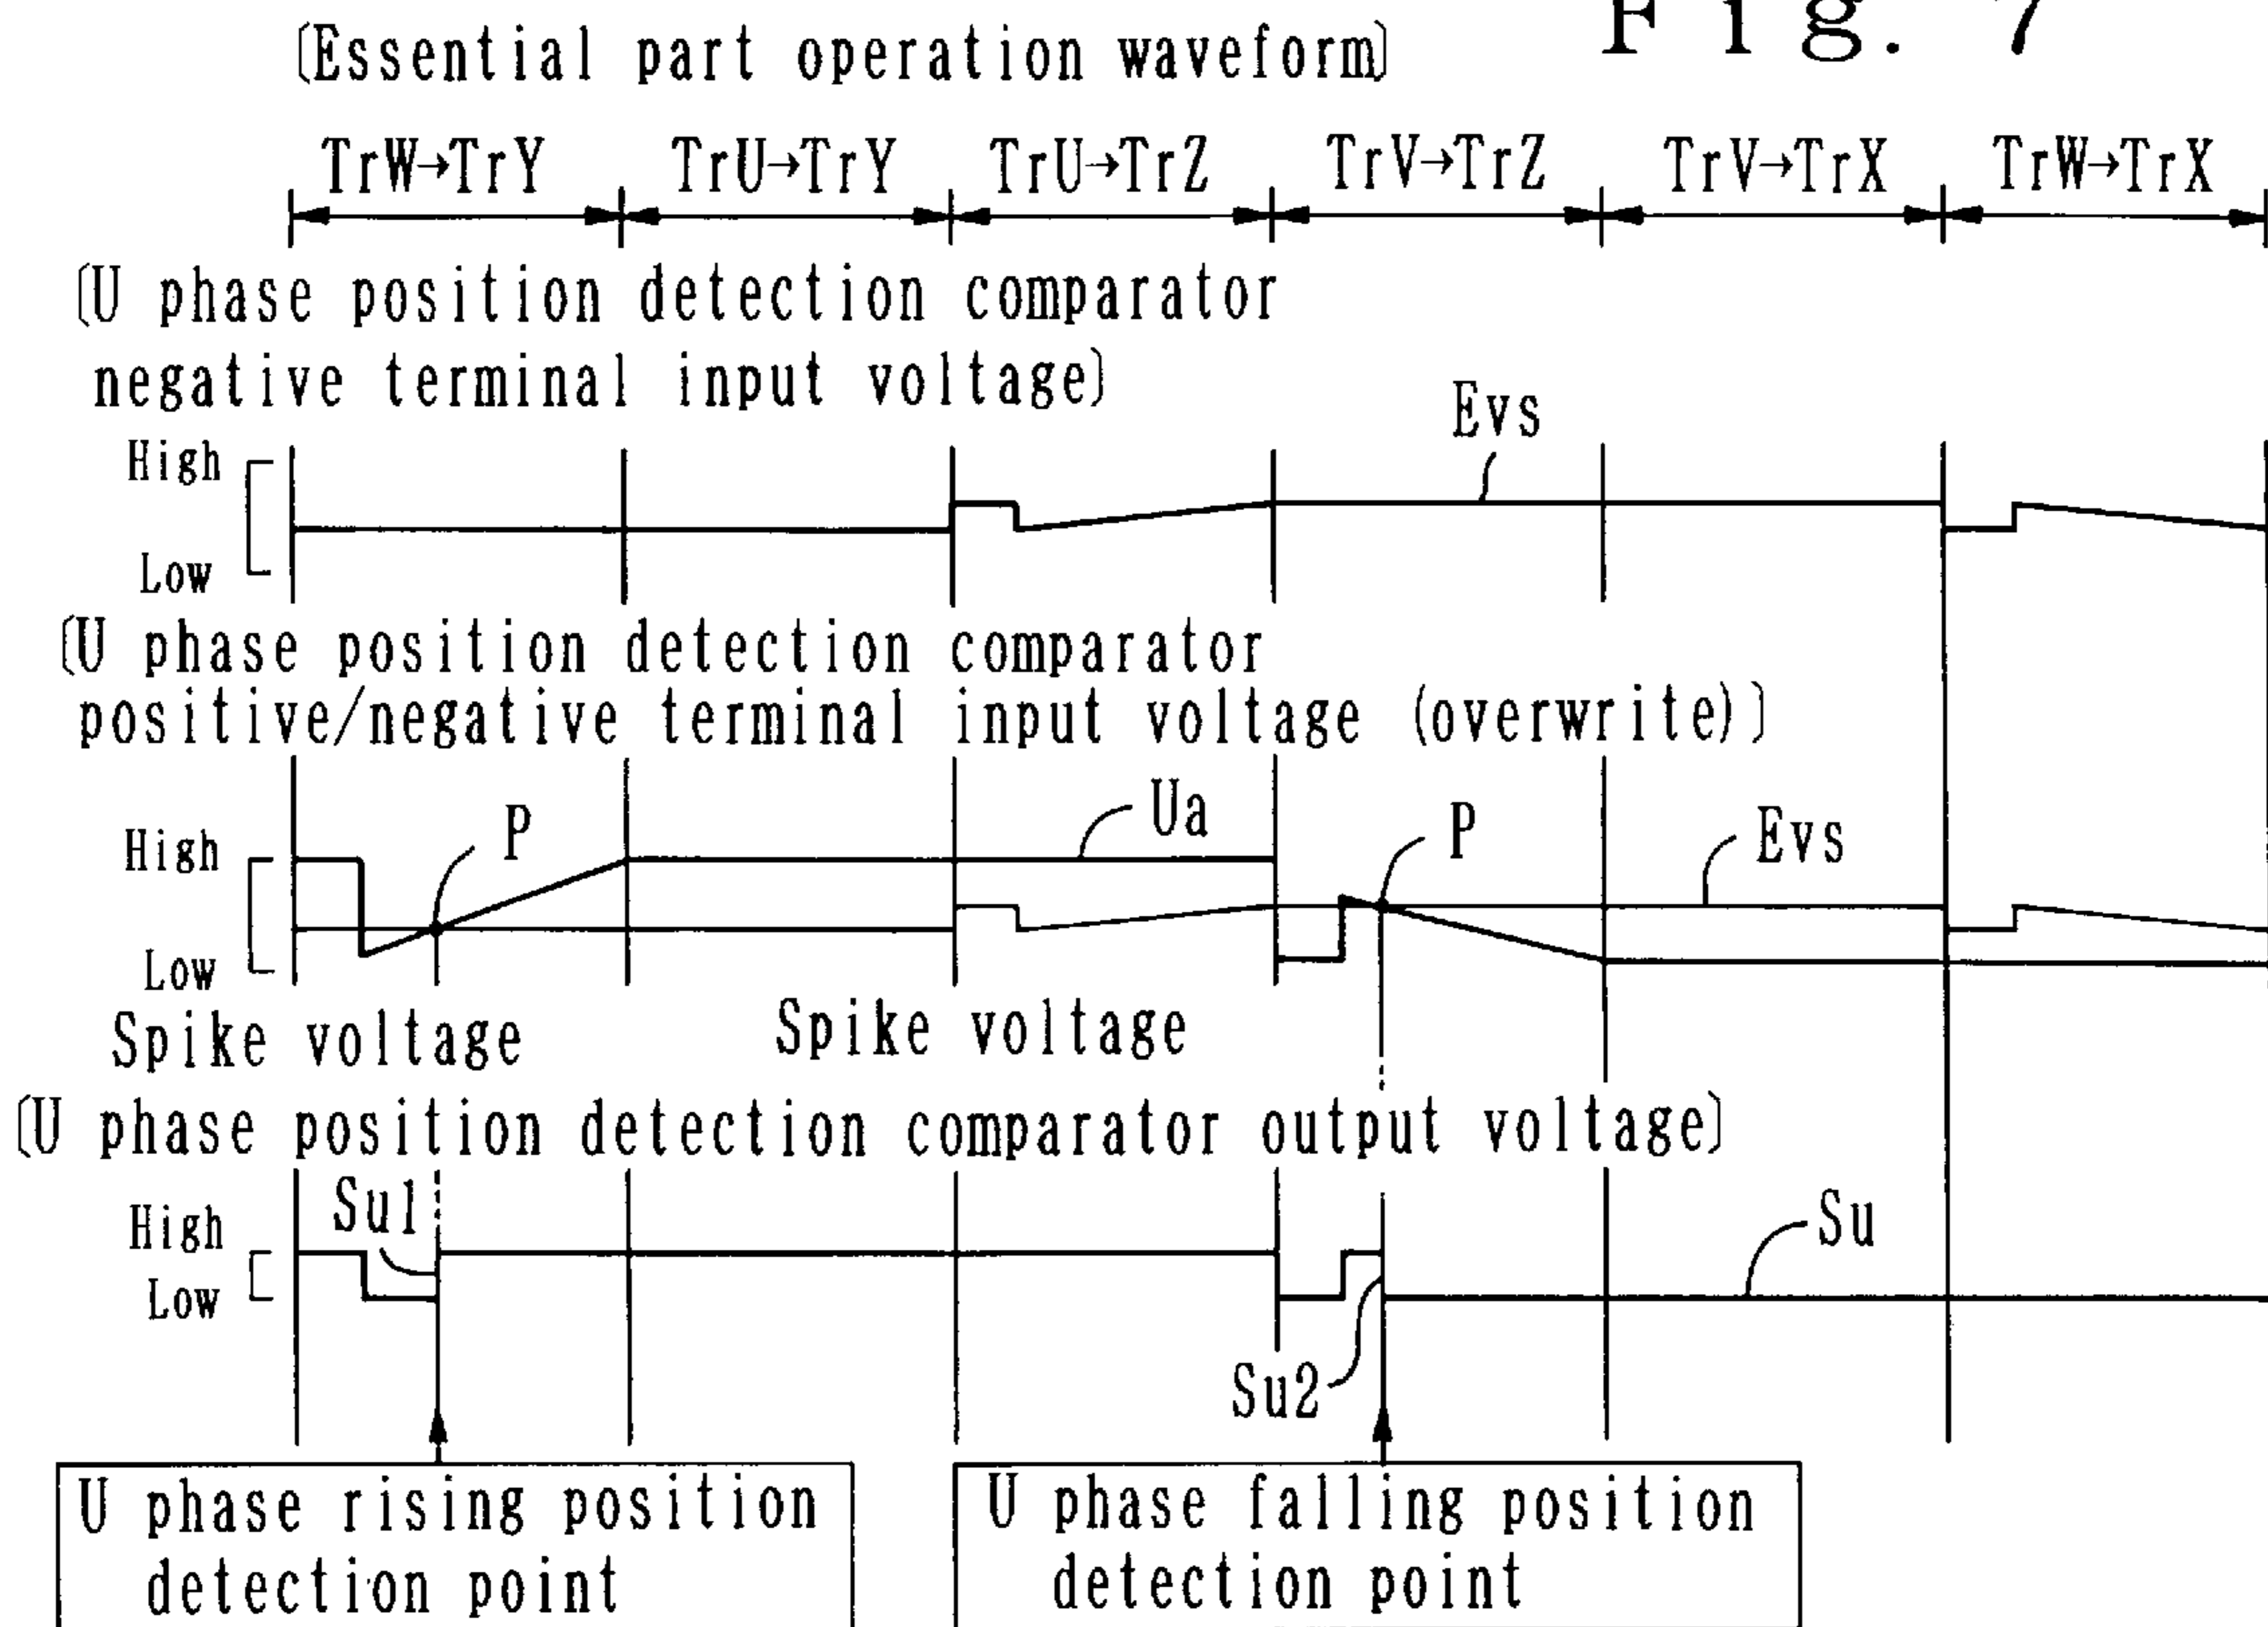 Fig. 7
〔Essential part operation waveform〕
TrW→TrY TrU→TrY TrU→TrZ TrV→TrZ TrV→TrX TrW→TrX
〔U phase position detection comparator
negative terminal input voltage〕
Evs
High
Low
〔U phase position detection comparator
positive/negative terminal input voltage (overwrite)〕
P Ua P Evs
High
Low
Spike voltage Spike voltage
〔U phase position detection comparator output voltage〕
Su1 Su
High
Low
Su2
U phase rising position
detection point
U phase falling position
detection point